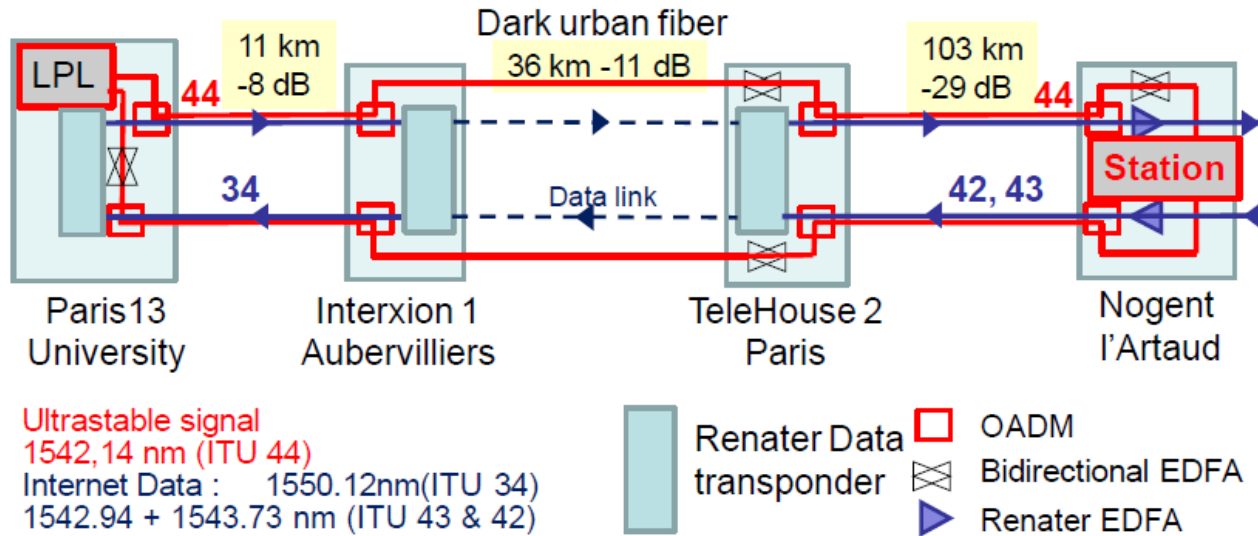 Dark urban fiber
11 km
-8 dB
36 km -11 dB
103 km
-29 dB
LPL
44
44
34
Data link
42, 43
Station
Paris13
University
Interxion 1
Aubervilliers
TeleHouse 2
Paris
Nogent
l'Artaud
Ultrastable signal
1542,14 nm (ITU 44)
Internet Data : 1550.12nm(ITU 34)
1542.94 + 1543.73 nm (ITU 43 & 42)
Renater Data
transponder
OADM
Bidirectional EDFA
Renater EDFA